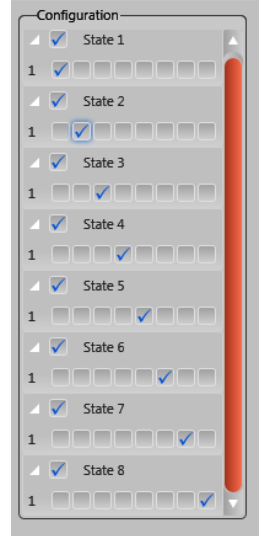 Configuration
State 1
1
State 2
1
State 3
1
State 4
1
State 5
1
State 6
1
State 7
1
State 8
1